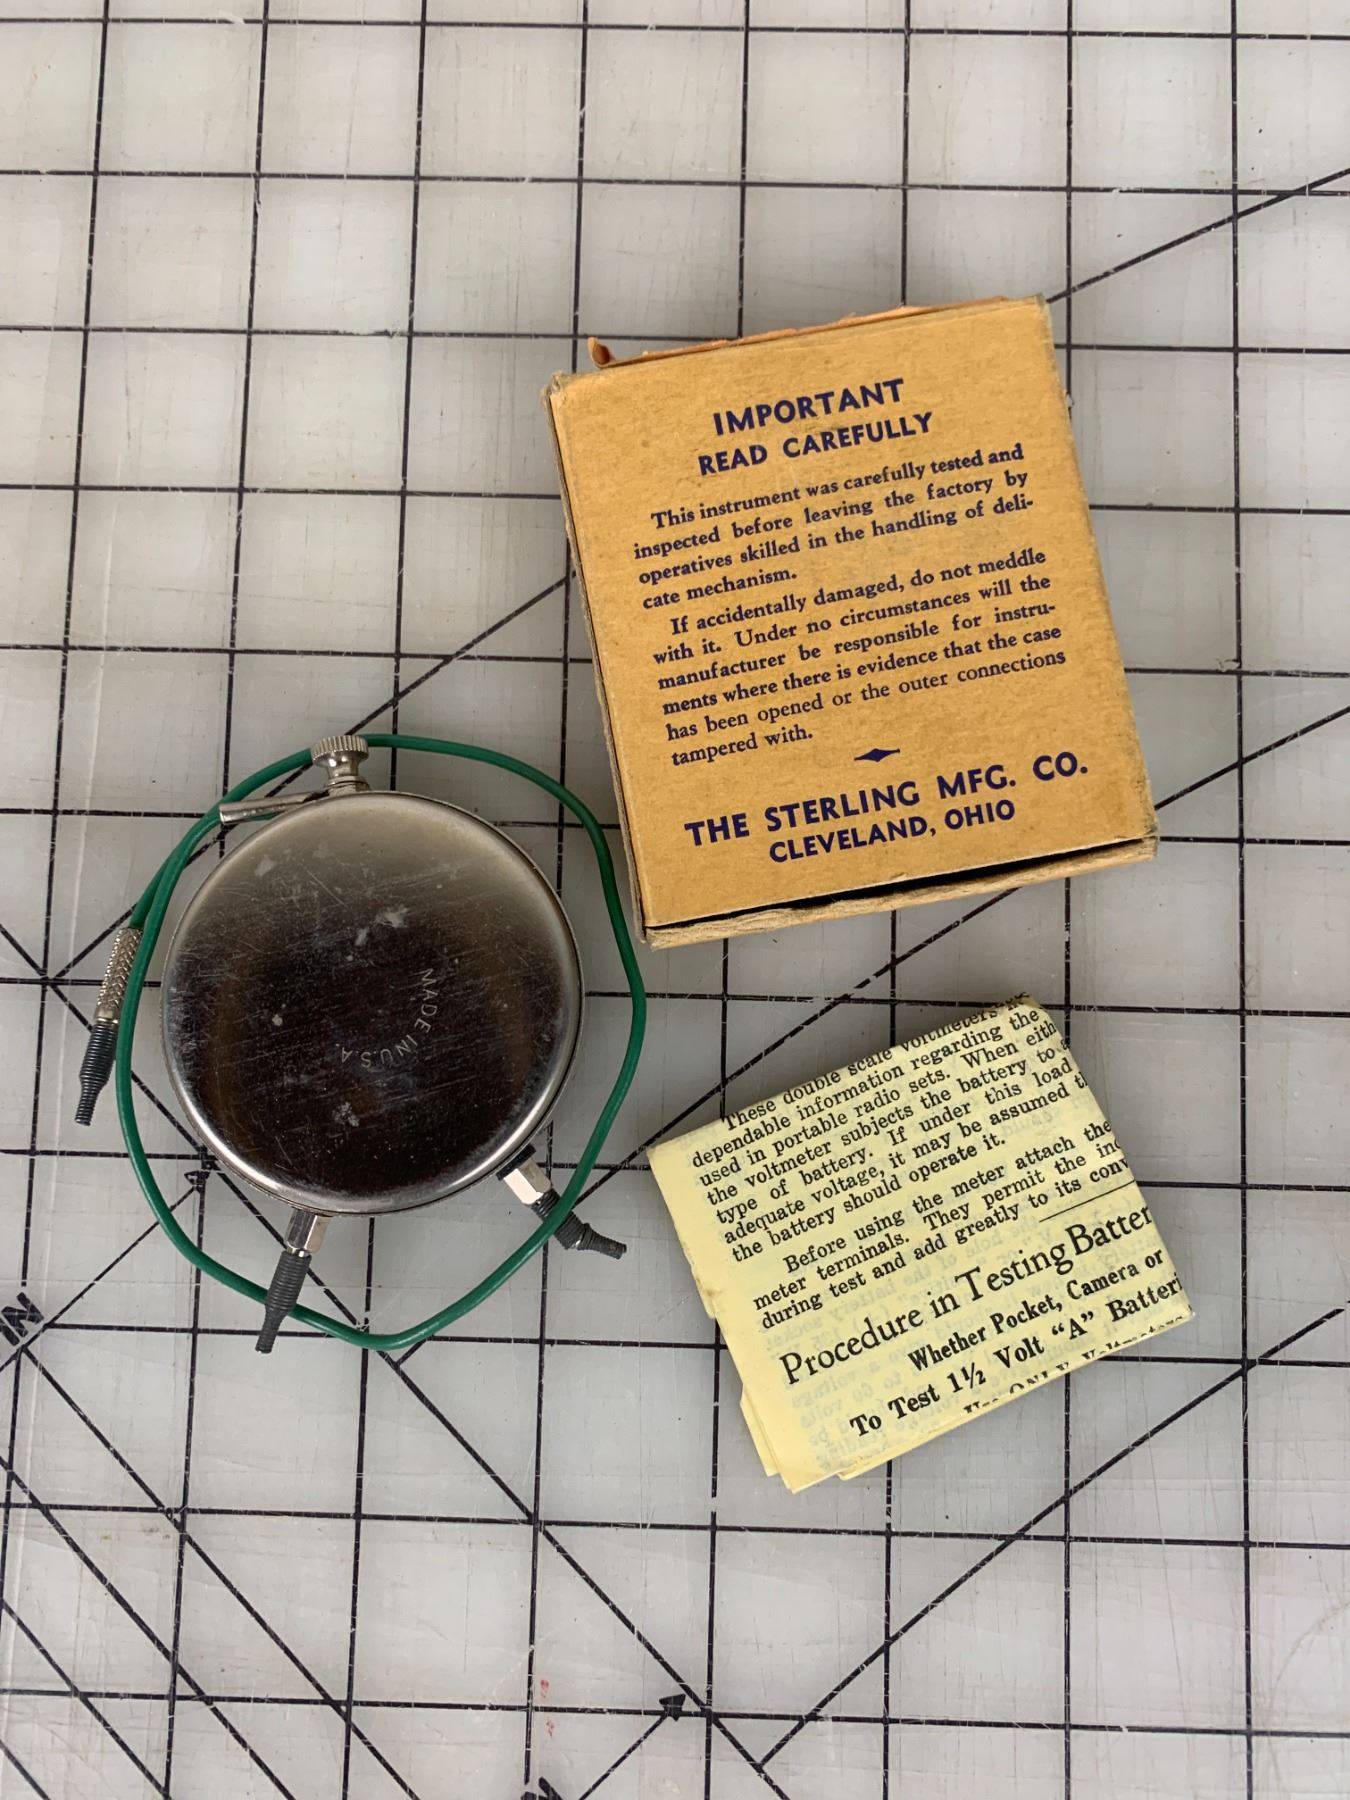 IMPORTANT
READ CAREFULLY
This instrument was carefully tested and
inspected before leaving the factory by
operatives skilled in the handling of deli-
cate mechanism.
If accidentally damaged, do not meddle
with it. Under no circumstances will the
manufacturer be responsible for instru-
ments where there is evidence that the case
has been opened or the outer connections
tampered with.
THE STERLING MFG. CO.
CLEVELAND, OHIO
MADE IN U.S.A
These double scale voltmeters
dependable information regarding the
used in portable radio sets. When eith
the voltmeter subjects the battery to a
type of battery. If under this load
adequate voltage, it may be assumed t
the battery should operate it.
Before using the meter attach the
meter terminals. They permit the in
during test and add greatly to its conv
Procedure in Testing Batter
Whether Pocket, Camera or
To Test 1½ Volt "A" Batter
IN
IN